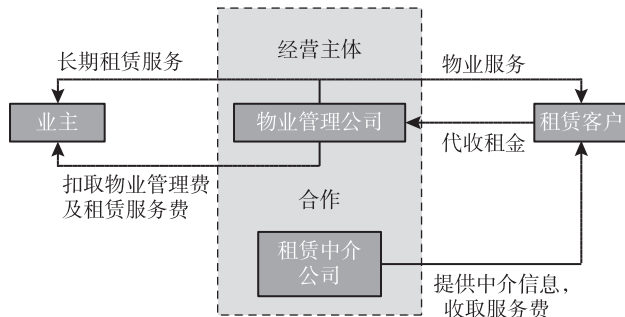 经营主体
长期租赁服务
物业服务
业主
物业管理公司
租赁客户
代收租金
扣取物业管理费
及租赁服务费
合作
租赁中介
公司
提供中介信息，
收取服务费